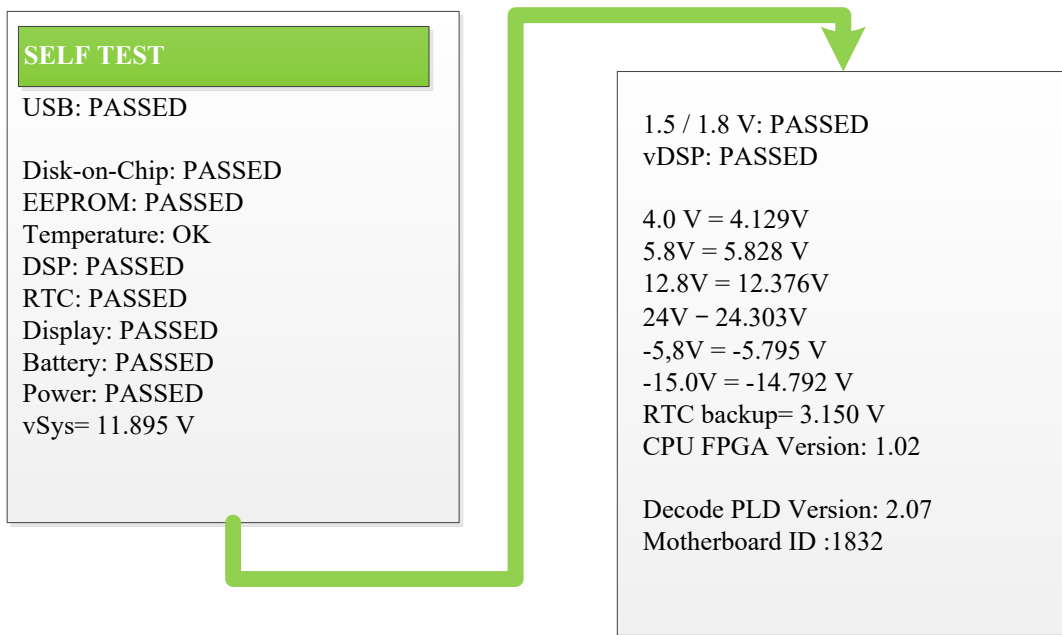 SELF TEST
USB: PASSED
Disk-on-Chip: PASSED
EEPROM: PASSED
Temperature: OK
DSP: PASSED
RTC: PASSED
Display: PASSED
Battery: PASSED
Power: PASSED
vSys= 11.895 V
1.5 / 1.8 V: PASSED
vDSP: PASSED
4.0 V = 4.129V
5.8V = 5.828 V
12.8V = 12.376V
24V − 24.303V
-5,8V = -5.795 V
-15.0V = -14.792 V
RTC backup= 3.150 V
CPU FPGA Version: 1.02
Decode PLD Version: 2.07
Motherboard ID :1832